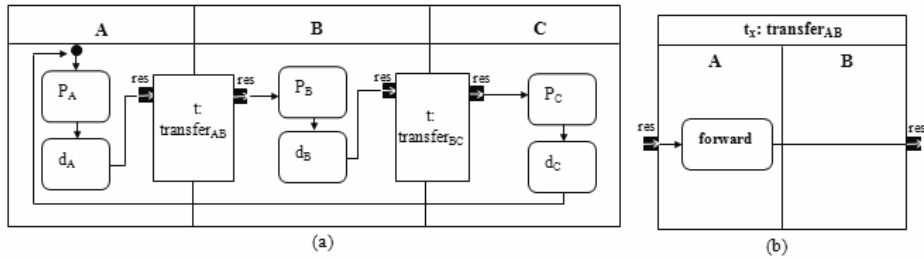 A B C
P_A
d_A
res
t:
transfer_AB
res
P_B
d_B
res
t:
transfer_BC
res
P_C
d_C
(a)
t_x: transfer_AB
A B
res
forward
res
(b)